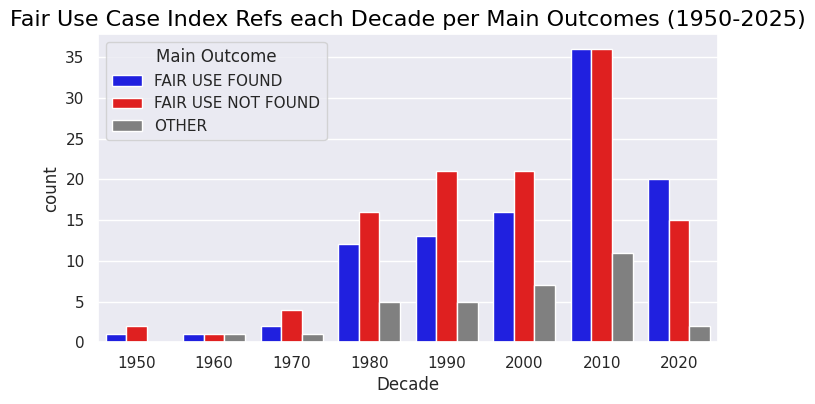 Fair Use Case Index Refs each Decade per Main Outcomes (1950-2025)
Main Outcome
FAIR USE FOUND
FAIR USE NOT FOUND
OTHER
count
35
30
25
20
15
10
5
0
1950 1960 1970 1980 1990 2000 2010 2020
Decade